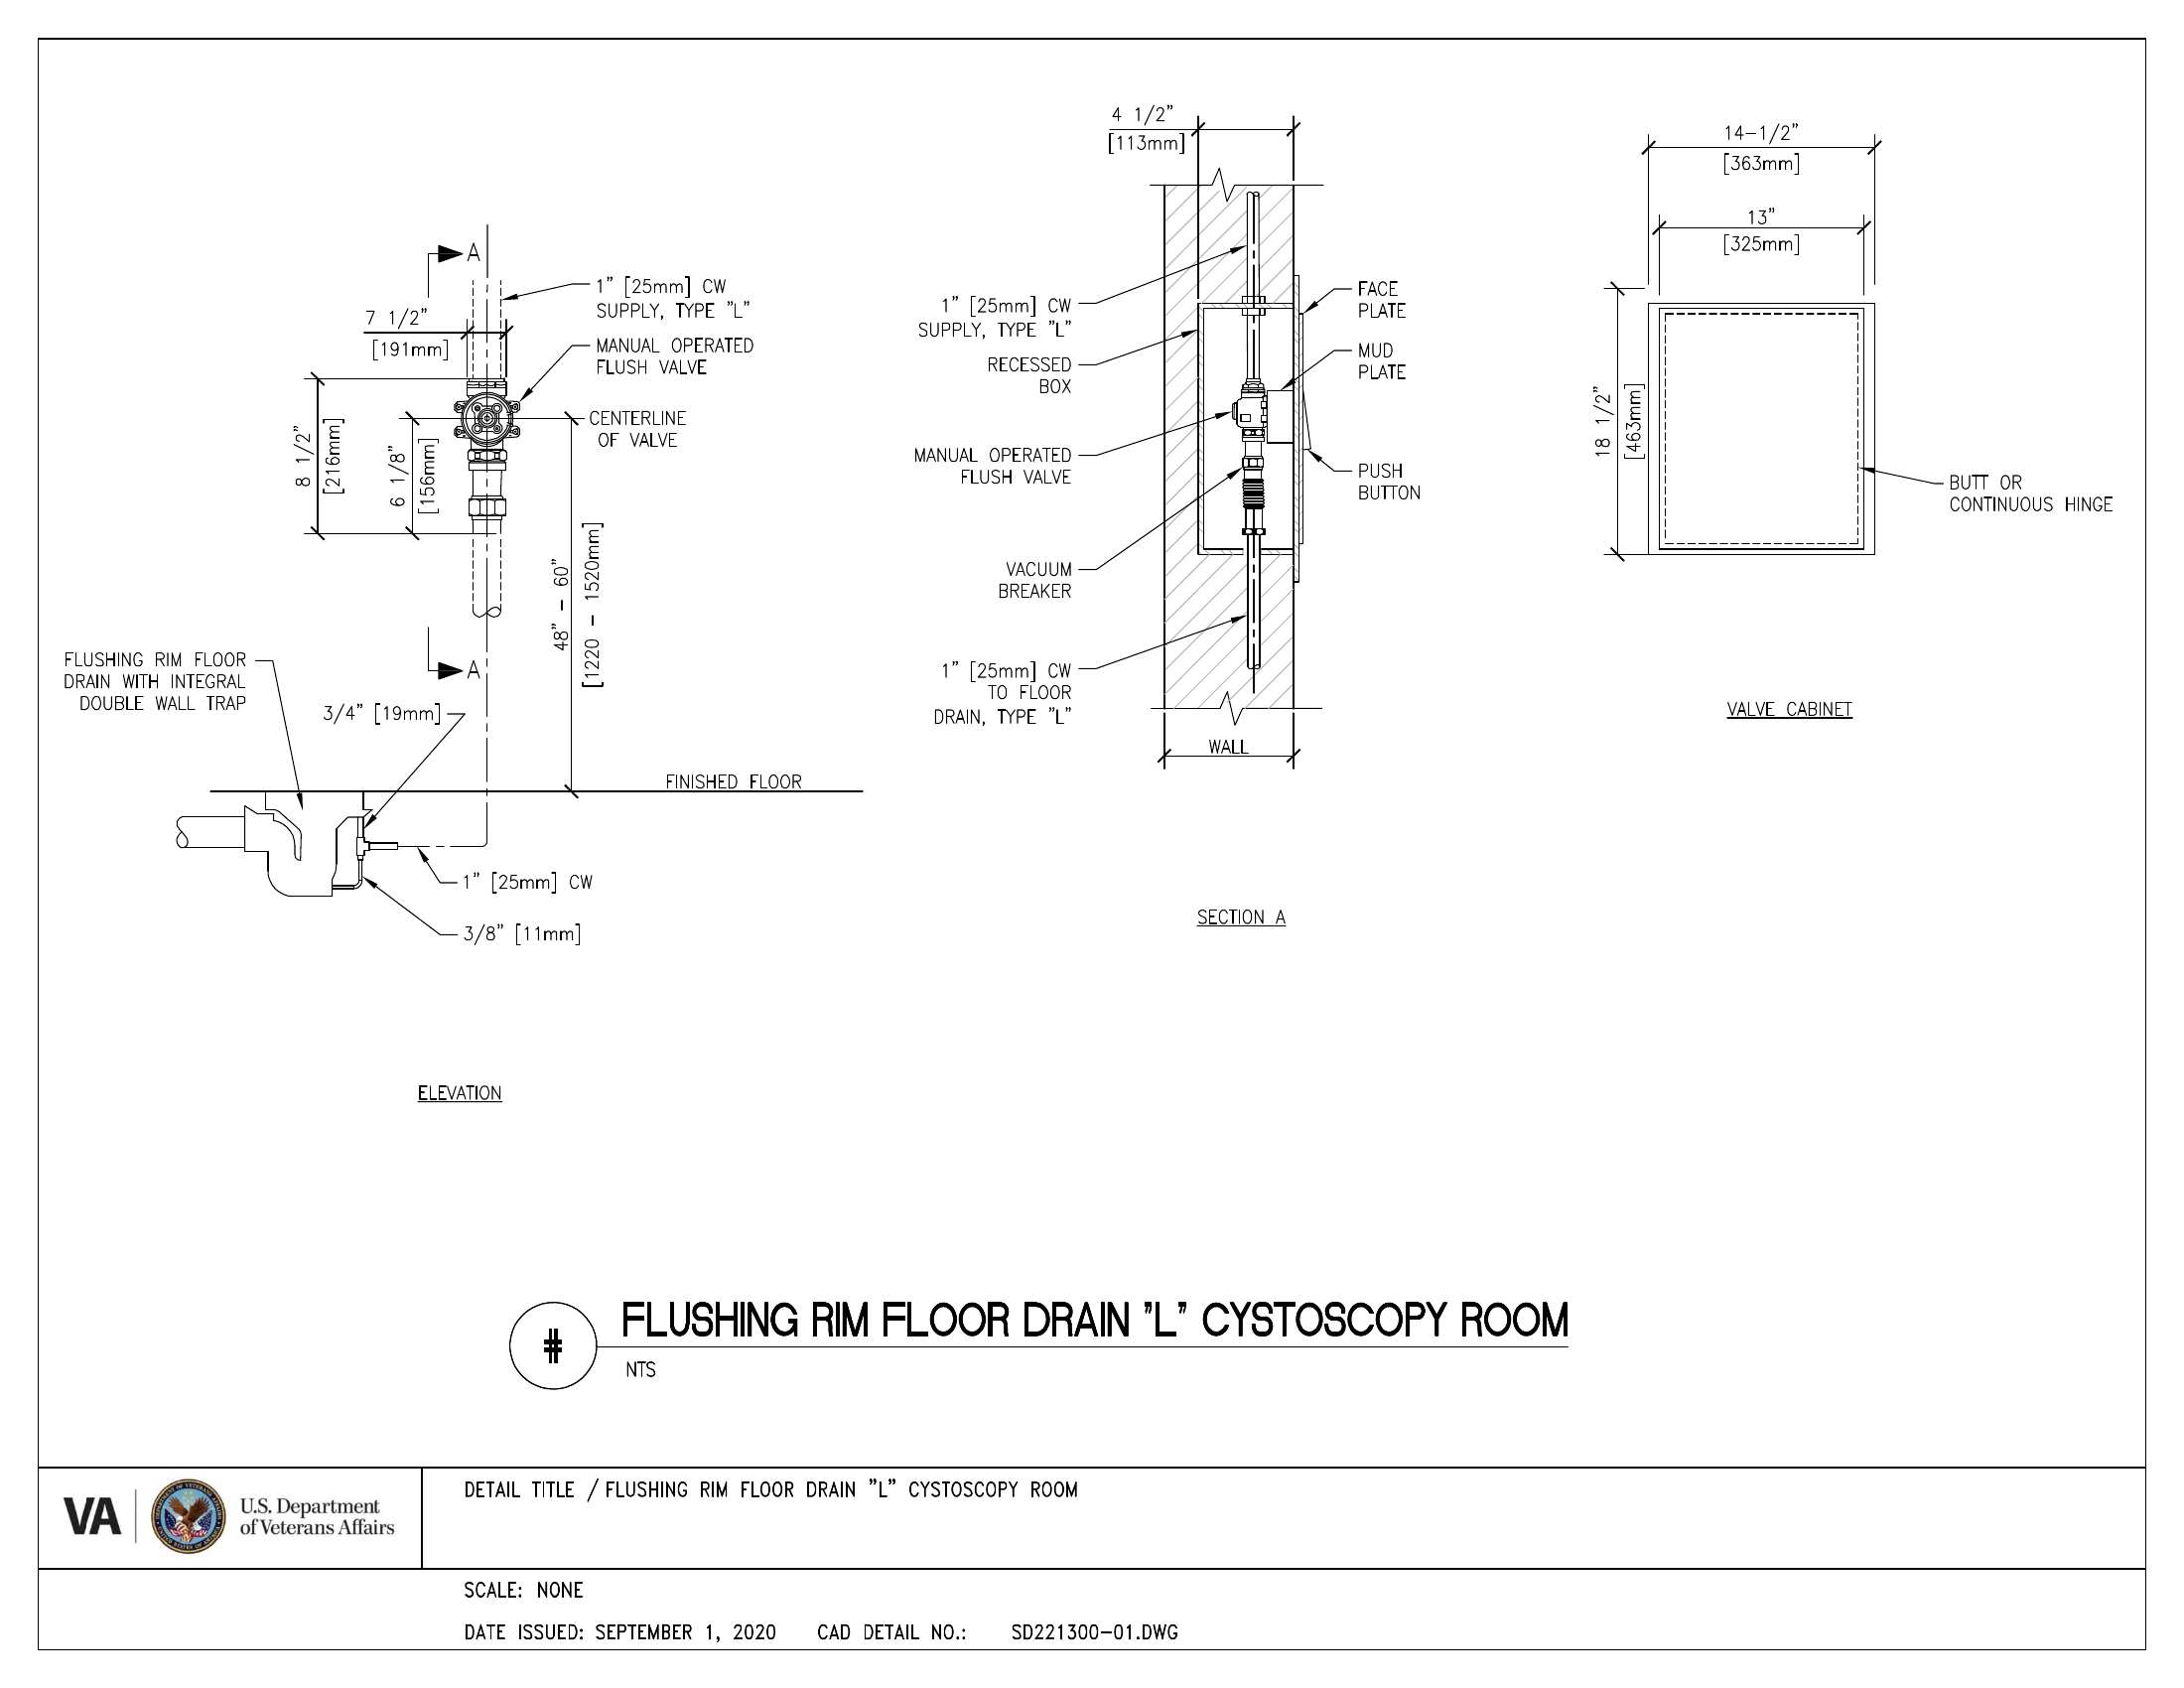 A
1” [25mm] CW
SUPPLY, TYPE ”L”
7 1/2”
[191mm]
MANUAL OPERATED
FLUSH VALVE
CENTERLINE
OF VALVE
8 1/2”
[216mm]
6 1/8”
[156mm]
48” - 60”
[1220 - 1520mm]
A
FLUSHING RIM FLOOR
DRAIN WITH INTEGRAL
DOUBLE WALL TRAP
3/4” [19mm]
FINISHED FLOOR
1” [25mm] CW
3/8” [11mm]
ELEVATION
4 1/2”
[113mm]
1” [25mm] CW
SUPPLY, TYPE ”L”
RECESSED
BOX
MANUAL OPERATED
FLUSH VALVE
VACUUM
BREAKER
1” [25mm] CW
TO FLOOR
DRAIN, TYPE ”L”
FACE
PLATE
MUD
PLATE
PUSH
BUTTON
WALL
SECTION A
14-1/2”
[363mm]
13”
[325mm]
18 1/2”
[463mm]
BUTT OR
CONTINUOUS HINGE
VALVE CABINET
#
FLUSHING RIM FLOOR DRAIN ”L” CYSTOSCOPY ROOM
NTS
VA
U.S. Department
of Veterans Affairs
DETAIL TITLE / FLUSHING RIM FLOOR DRAIN ”L” CYSTOSCOPY ROOM
SCALE: NONE
DATE ISSUED: SEPTEMBER 1, 2020 CAD DETAIL NO.: SD221300-01.DWG